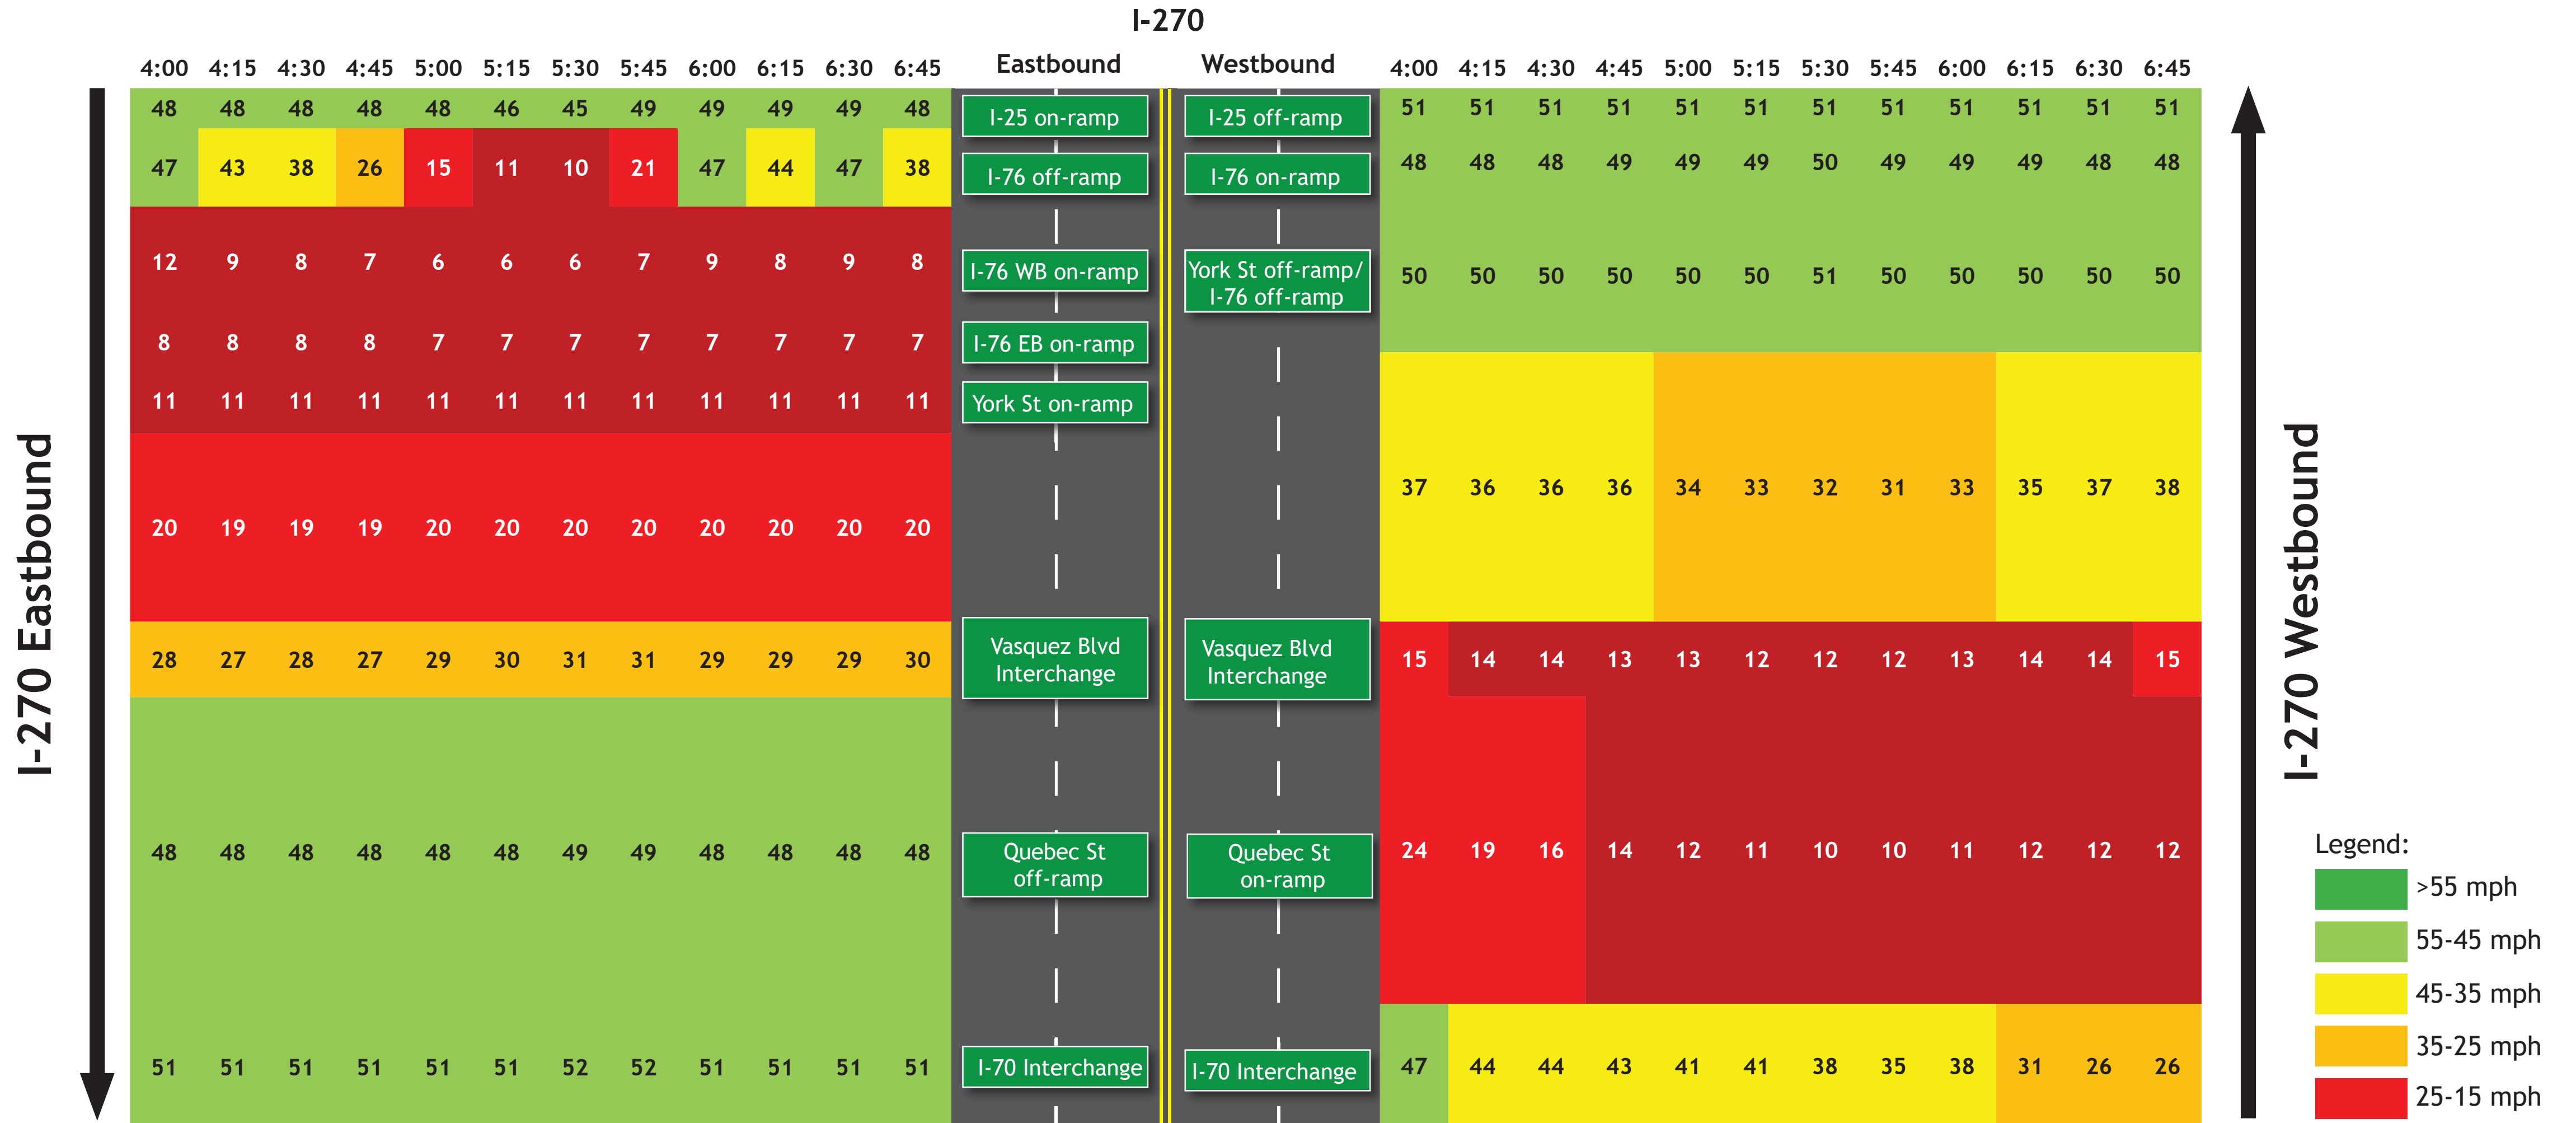 I-270
Eastbound Westbound
4:00 4:15 4:30 4:45 5:00 5:15 5:30 5:45 6:00 6:15 6:30 6:45
4:00 4:15 4:30 4:45 5:00 5:15 5:30 5:45 6:00 6:15 6:30 6:45
I-270 Eastbound
48 48 48 48 48 46 45 49 49 49 49 48
47 43 38 26 15 11 10 21 47 44 47 38
12 9 8 7 6 6 6 7 9 8 9 8
8 8 8 8 7 7 7 7 7 7 7 7
11 11 11 11 11 11 11 11 11 11 11 11
20 19 19 19 20 20 20 20 20 20 20 20
28 27 28 27 29 30 31 31 29 29 29 30
48 48 48 48 48 48 49 49 48 48 48 48
51 51 51 51 51 51 52 52 51 51 51 51
I-25 on-ramp
I-76 off-ramp
I-76 WB on-ramp
I-76 EB on-ramp
York St on-ramp
Vasquez Blvd
Interchange
Quebec St
off-ramp
I-70 Interchange
I-25 off-ramp
I-76 on-ramp
York St off-ramp/
I-76 off-ramp
Vasquez Blvd
Interchange
Quebec St
on-ramp
I-70 Interchange
51 51 51 51 51 51 51 51 51 51 51 51
48 48 48 49 49 49 50 49 49 49 48 48
50 50 50 50 50 50 51 50 50 50 50 50
37 36 36 36 34 33 32 31 33 35 37 38
15 14 14 13 13 12 12 12 13 14 14 15
24 19 16 14 12 11 10 10 11 12 12 12
47 44 44 43 41 41 38 35 38 31 26 26
I-270 Westbound
Legend:
>55 mph
55-45 mph
45-35 mph
35-25 mph
25-15 mph